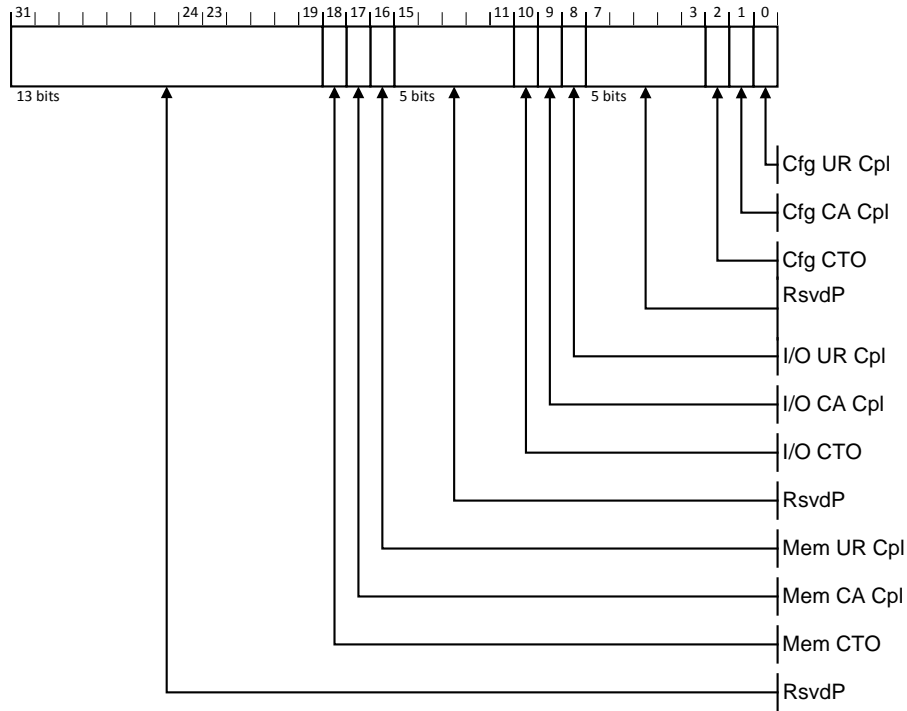 31 24 23 19 18 17 16 15 11 10 9 8 7 3 2 1 0
13 bits 5 bits 5 bits
Cfg UR Cpl
Cfg CA Cpl
Cfg CTO
RsvdP
I/O UR Cpl
I/O CA Cpl
I/O CTO
RsvdP
Mem UR Cpl
Mem CA Cpl
Mem CTO
RsvdP